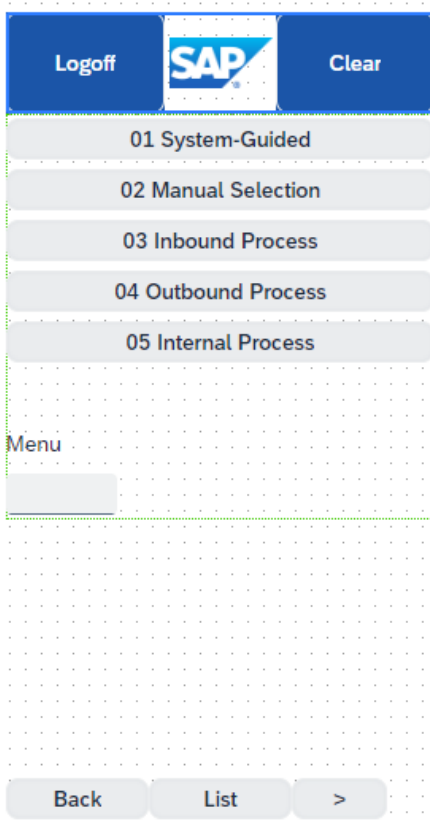 Logoff SAP Clear
01 System-Guided
02 Manual Selection
03 Inbound Process
04 Outbound Process
05 Internal Process
Menu
Back List >